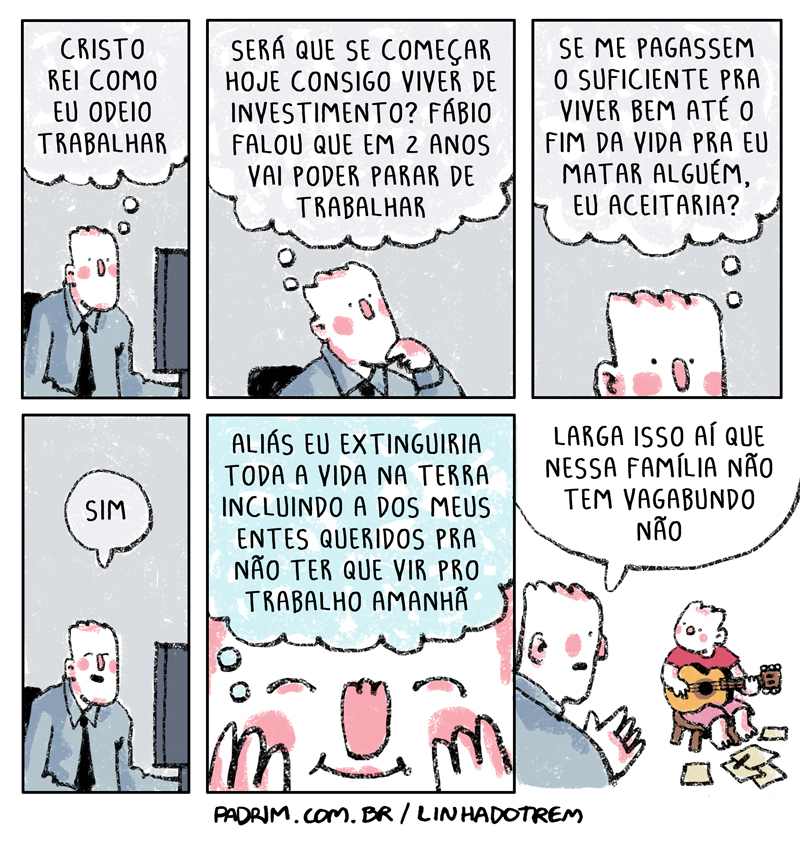 CRISTO
REI COMO
EU ODEIO
TRABALHAR
SERÁ QUE SE COMEÇAR
HOJE CONSIGO VIVER DE
INVESTIMENTO? FÁBIO
FALOU QUE EM 2 ANOS
VAI PODER PARAR DE
TRABALHAR
SE ME PAGASSEM
O SUFICIENTE PRA
VIVER BEM ATÉ O
FIM DA VIDA PRA EU
MATAR ALGUÉM,
EU ACEITARIA?
SIM
ALIÁS EU EXTINGUIRIA
TODA A VIDA NA TERRA
INCLUINDO A DOS MEUS
ENTES QUERIDOS PRA
NÃO TER QUE VIR PRO
TRABALHO AMANHÃ
LARGA ISSO AÍ QUE
NESSA FAMÍLIA NÃO
TEM VAGABUNDO
NÃO
PADRIM.COM.BR / LINHADOTREM